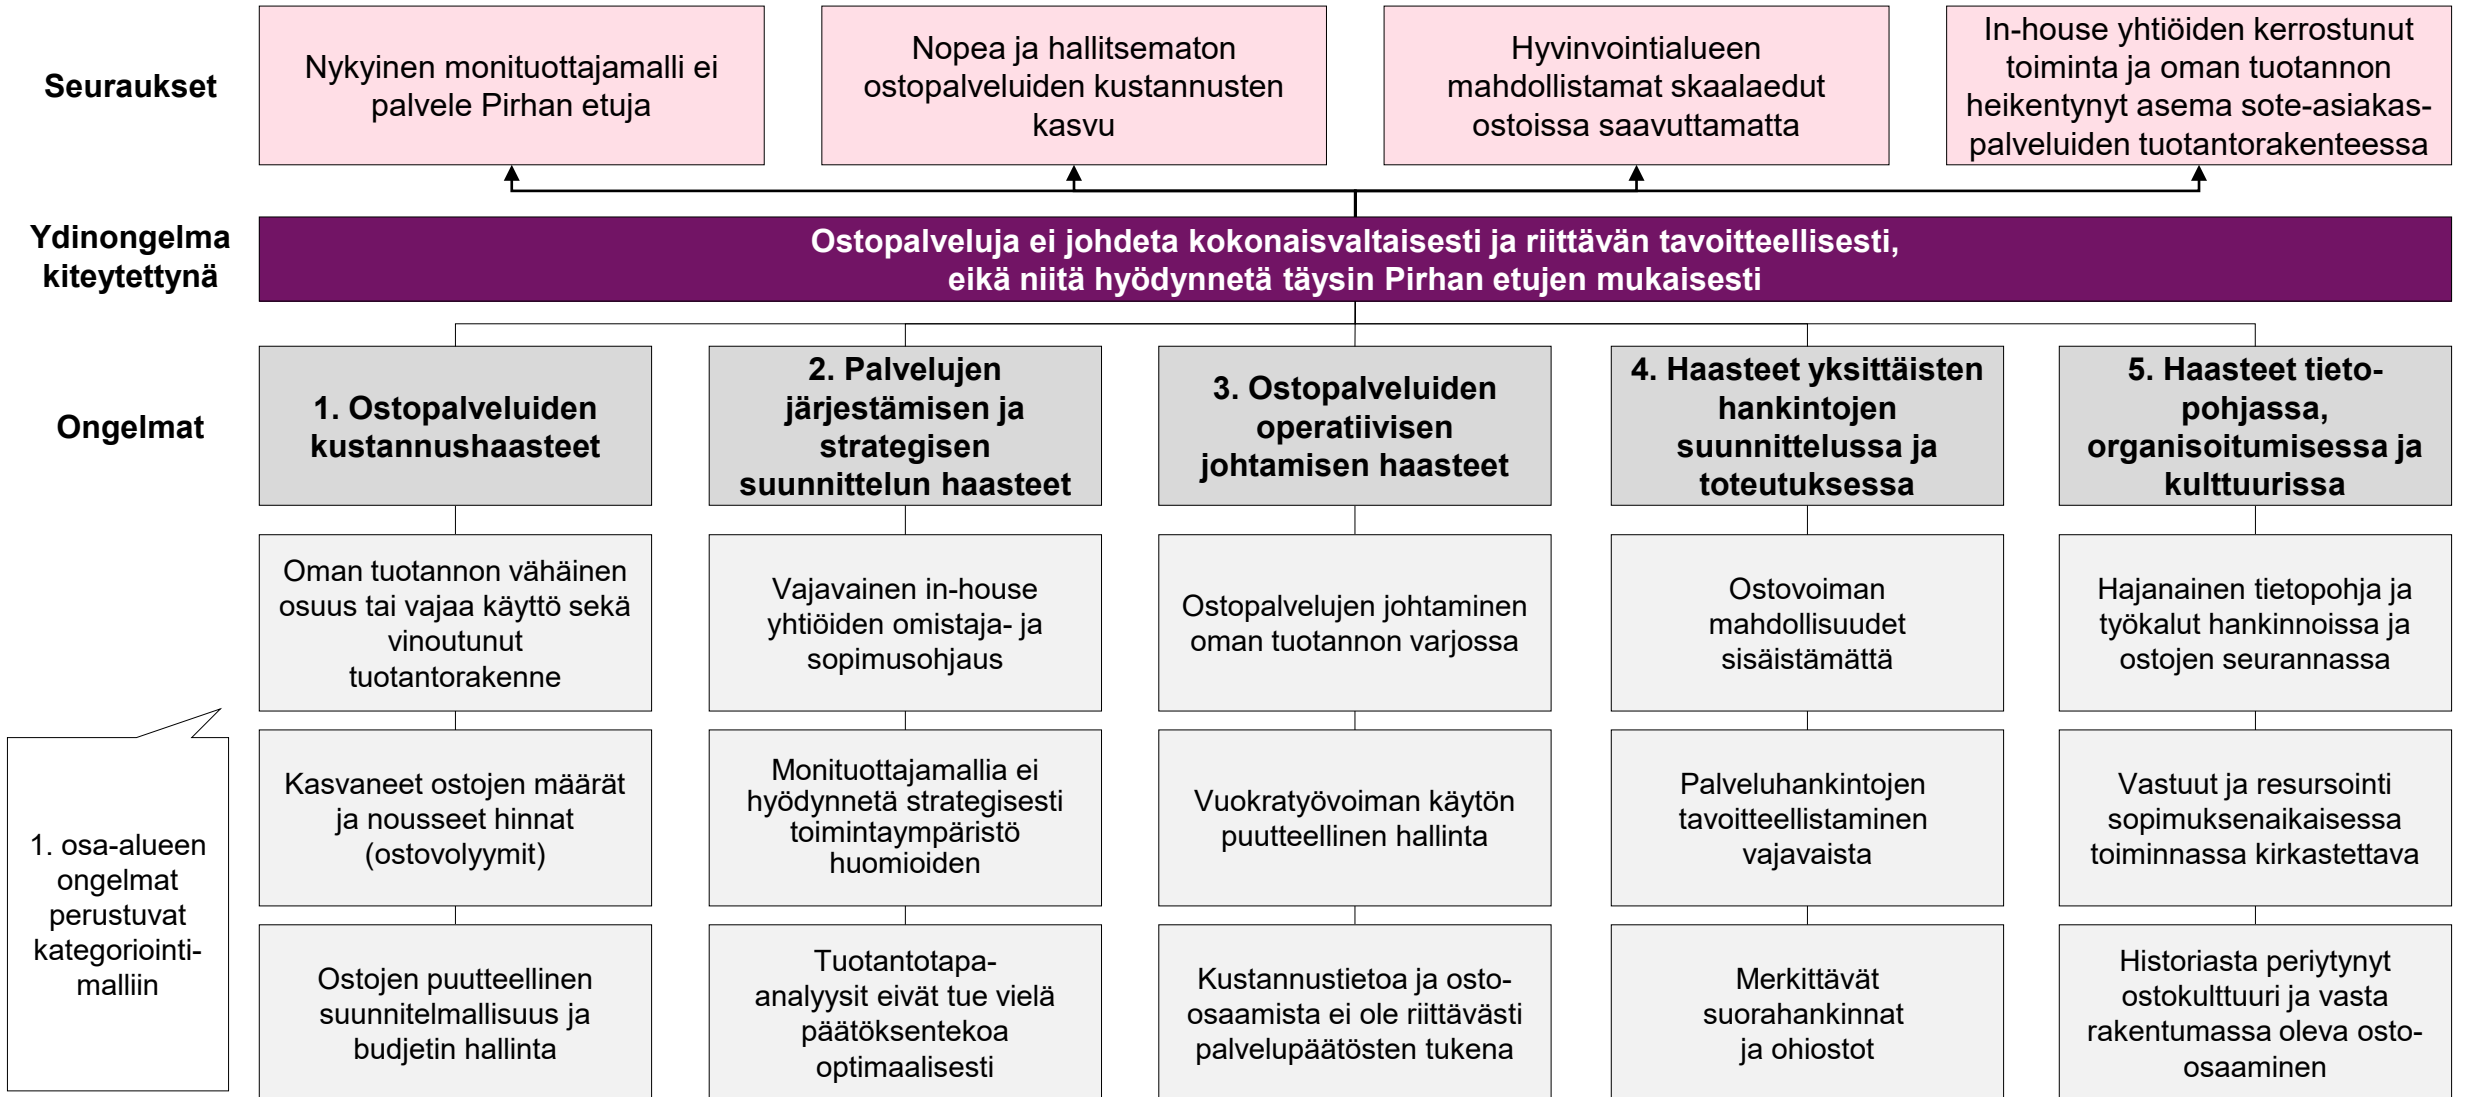 Seuraukset
Nykyinen monituottajamalli ei
palvele Pirhan etuja
Nopea ja hallitsematon
ostopalveluiden kustannusten
kasvu
Hyvinvointialueen
mahdollistamat skaalaedut
ostoissa saavuttamatta
In-house yhtiöiden kerrostunut
toiminta ja oman tuotannon
heikentynyt asema sote-asiakas-
palveluiden tuotantorakenteessa
Ydinongelma
kiteytettynä
Ostopalveluja ei johdeta kokonaisvaltaisesti ja riittävän tavoitteellisesti,
eikä niitä hyödynnetä täysin Pirhan etujen mukaisesti
Ongelmat
1. Ostopalveluiden
kustannushaasteet
2. Palvelujen
järjestämisen ja
strategisen
suunnittelun haasteet
3. Ostopalveluiden
operatiivisen
johtamisen haasteet
4. Haasteet yksittäisten
hankintojen
suunnittelussa ja
toteutuksessa
5. Haasteet tieto-
pohjassa,
organisoitumisessa ja
kulttuurissa
Oman tuotannon vähäinen
osuus tai vajaa käyttö sekä
vinoutunut
tuotantorakenne
Vajavainen in-house
yhtiöiden omistaja- ja
sopimusohjaus
Ostopalvelujen johtaminen
oman tuotannon varjossa
Ostovoiman
mahdollisuudet
sisäistämättä
Hajanainen tietopohja ja
työkalut hankinnoissa ja
ostojen seurannassa
1. osa-alueen
ongelmat
perustuvat
kategoriointi-
malliin
Kasvaneet ostojen määrät
ja nousseet hinnat
(ostovolyymit)
Monituottajamallia ei
hyödynnetä strategisesti
toimintaympäristö
huomioiden
Vuokratyövoiman käytön
puutteellinen hallinta
Palveluhankintojen
tavoitteellistaminen
vajavaista
Vastuut ja resursointi
sopimuksenaikaisessa
toiminnassa kirkastettava
Ostojen puutteellinen
suunnitelmallisuus ja
budjetin hallinta
Tuotantotapa-
analyysit eivät tue vielä
päätöksentekoa
optimaalisesti
Kustannustietoa ja osto-
osaamista ei ole riittävästi
palvelupäätösten tukena
Merkittävät
suorahankinnat
ja ohiostot
Historiasta periytynyt
ostokulttuuri ja vasta
rakentumassa oleva osto-
osaaminen